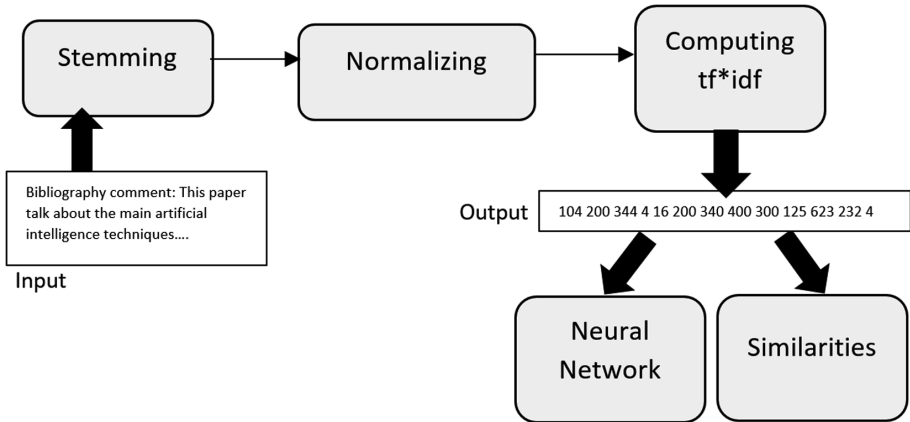 Stemming
Normalizing
Computing
tf*idf
Bibliography comment: This paper
talk about the main artificial
intelligence techniques....
Input
Output
104 200 344 4 16 200 340 400 300 125 623 232 4
Neural
Network
Similarities